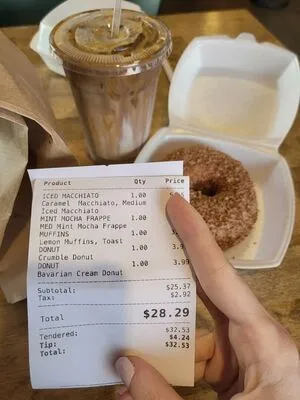 Product Qty Price
ICED MACCHIATO 1.00
Caramel Macchiato, Medium
Iced Macchiato
MINT MOCHA FRAPPE 1.00
MED Mint Mocha Frappe
MUFFINS 1.00
Lemon Muffins, Toast
DONUT 1.00 3.9
Crumble Donut
DONUT 1.00 3.99
Bavarian Cream Donut
Subtotal: $25.37
Tax: $2.92
Total $28.29
Tendered: $32.53
Tip: $4.24
Total: $32.53